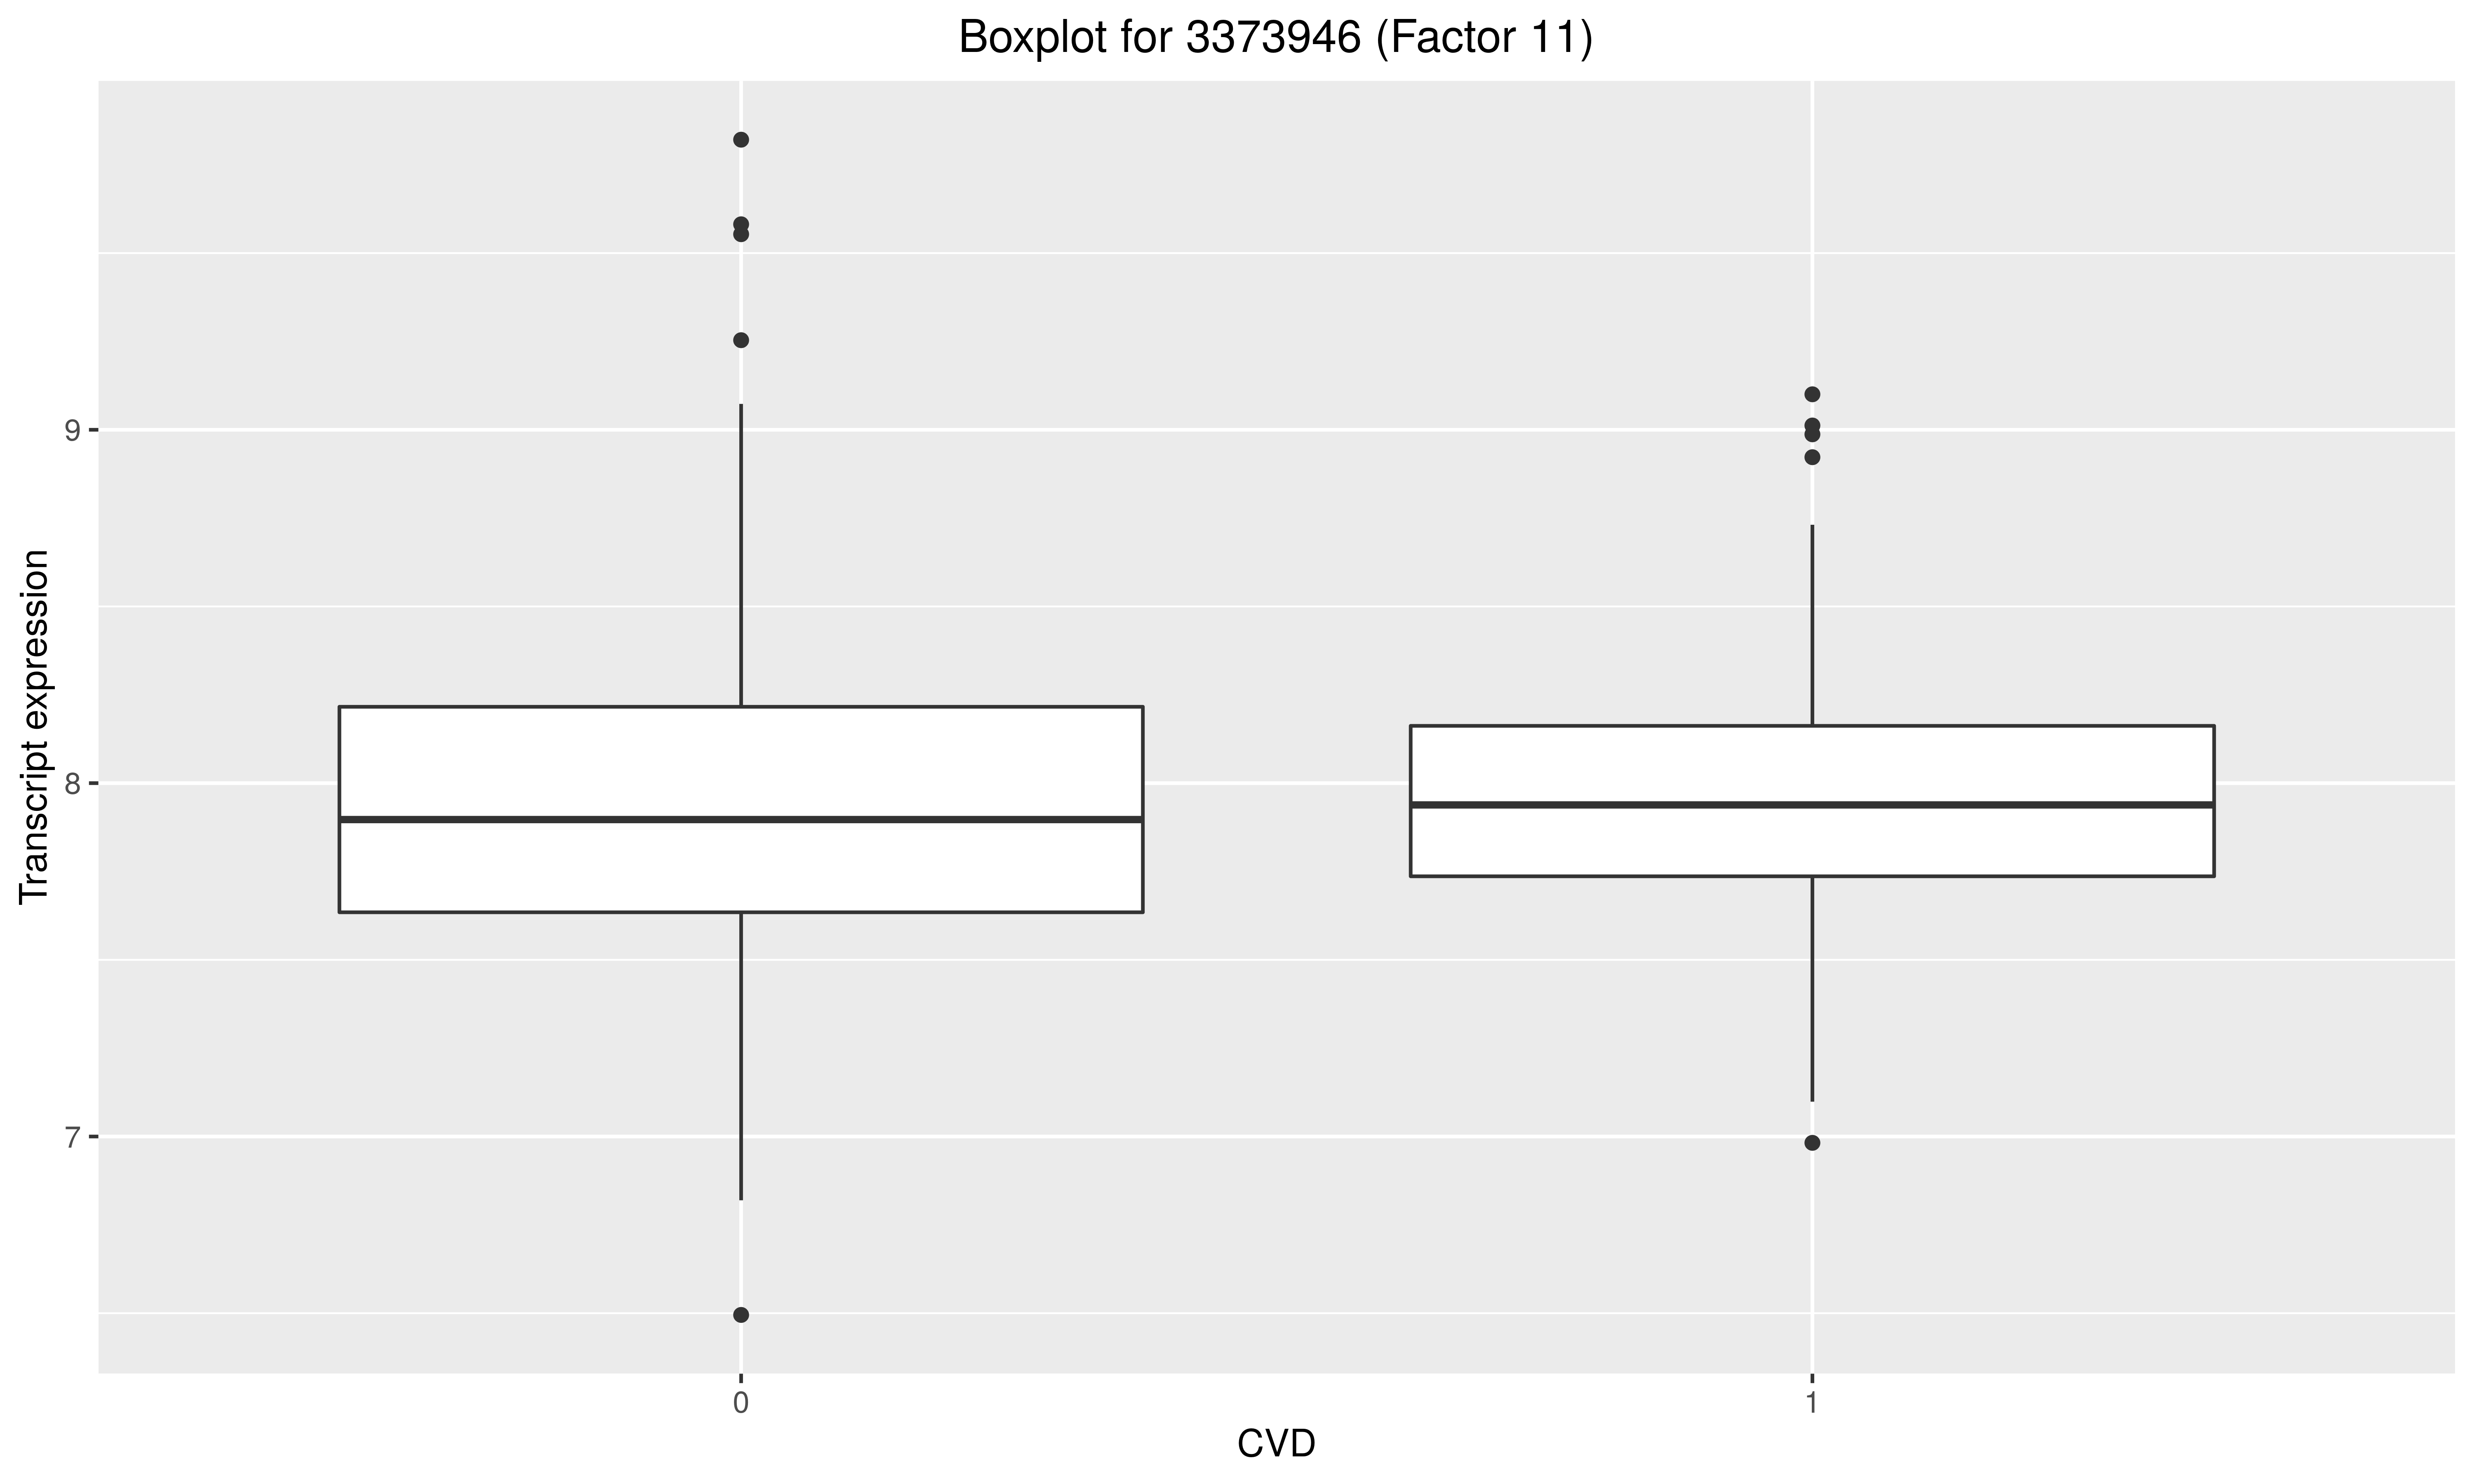 Boxplot for 3373946 (Factor 11)
Transcript expression
9
8
7
0
1
CVD